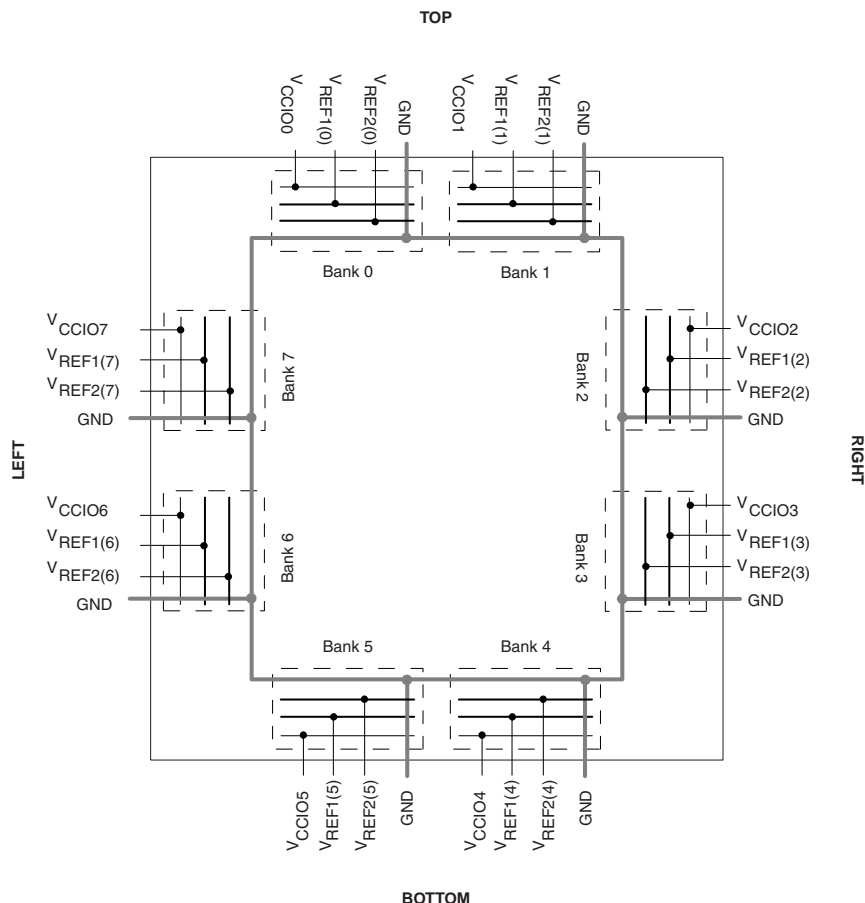 TOP
VCCIO0
VREF1(0)
VREF2(0)
GND
VCCIO1
VREF1(1)
VREF2(1)
GND
Bank 0
Bank 1
VCCIO7
VREF1(7)
VREF2(7)
GND
Bank 7
Bank 2
VCCIO2
VREF1(2)
VREF2(2)
GND
LEFT
RIGHT
VCCIO6
VREF1(6)
VREF2(6)
GND
Bank 6
Bank 3
VCCIO3
VREF1(3)
VREF2(3)
GND
Bank 5
Bank 4
VCCIO5
VREF1(5)
VREF2(5)
GND
VCCIO4
VREF1(4)
VREF2(4)
GND
BOTTOM